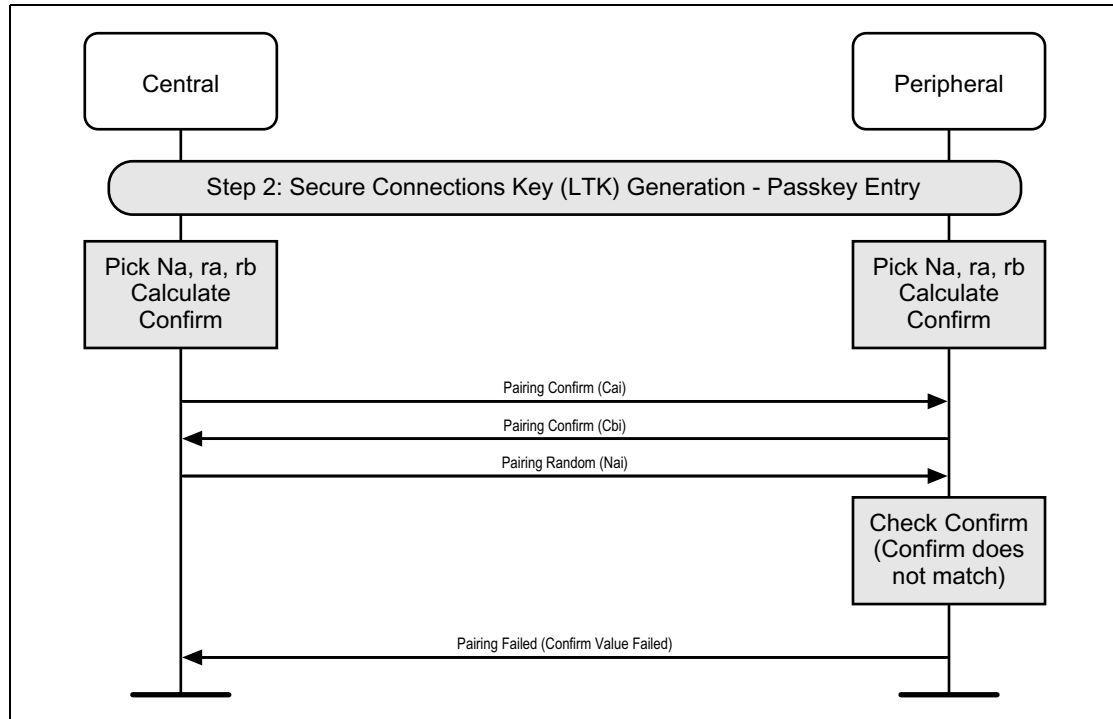 Central
Peripheral
Step 2: Secure Connections Key (LTK) Generation - Passkey Entry
Pick Na, ra, rb
Calculate
Confirm
Pick Na, ra, rb
Calculate
Confirm
Pairing Confirm (Cai)
Pairing Confirm (Cbi)
Pairing Random (Nai)
Check Confirm
(Confirm does
not match)
Pairing Failed (Confirm Value Failed)